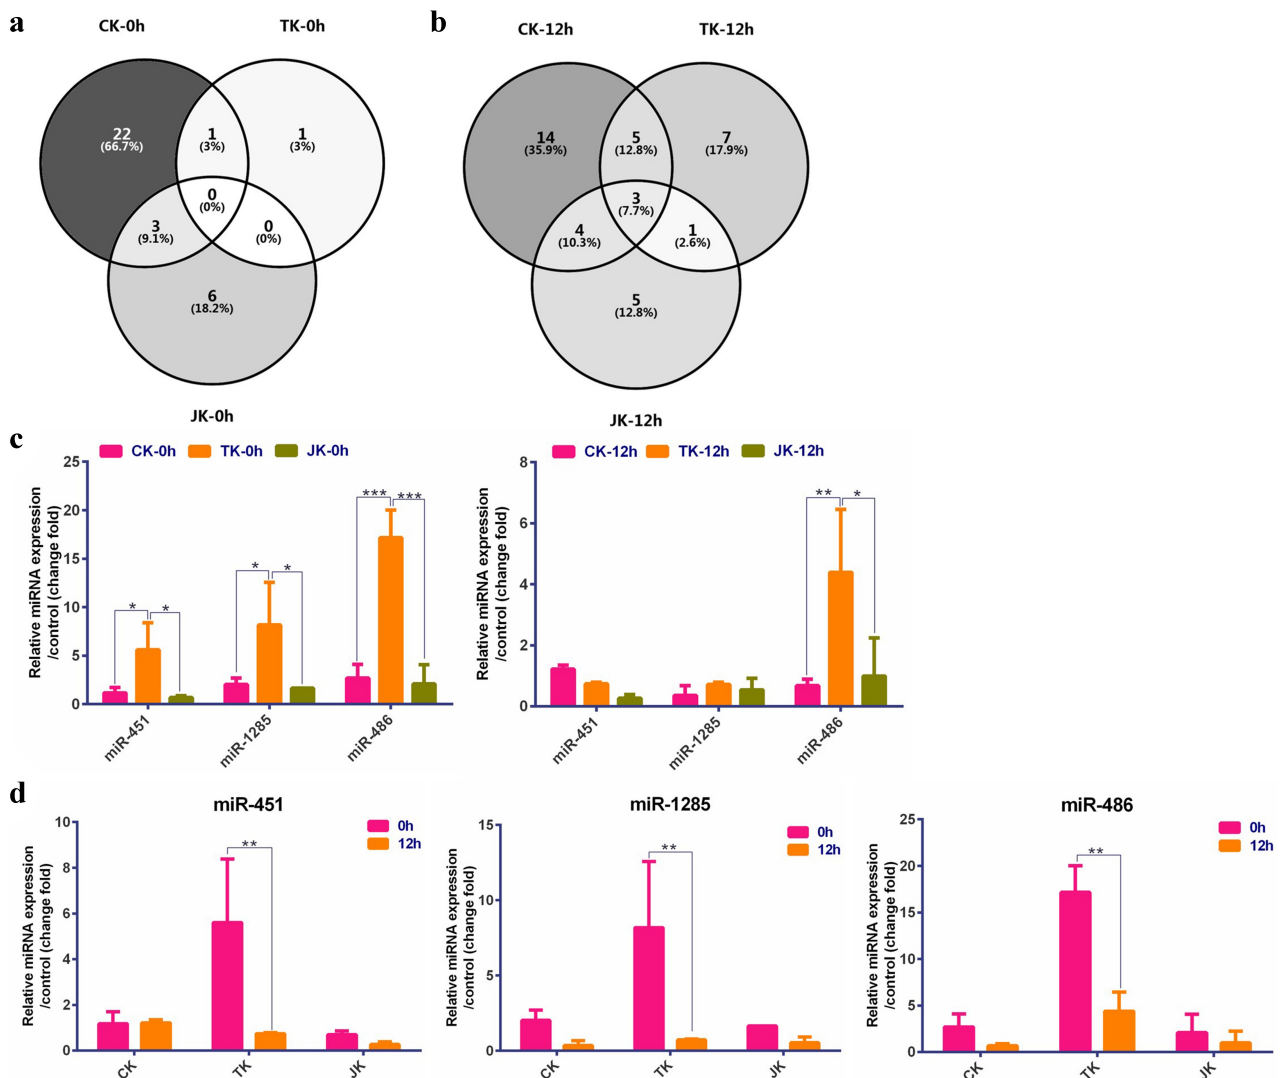 a
CK-0h
TK-0h
22
(66.7%)
1
(3%)
1
(3%)
0
(0%)
3
(9.1%)
0
(0%)
6
(18.2%)
JK-0h
b
CK-12h
TK-12h
14
(35.9%)
5
(12.8%)
7
(17.9%)
3
(7.7%)
4
(10.3%)
1
(2.6%)
5
(12.8%)
JK-12h
c
CK-0h TK-0h JK-0h
Relative miRNA expression
/control (change fold)
25
20
15
10
5
0
* *
* *
*** ***
miR-451 miR-1285 miR-486
CK-12h TK-12h JK-12h
Relative miRNA expression
/control (change fold)
8
6
4
2
0
** *
miR-451 miR-1285 miR-486
d
miR-451
0h
12h
Relative miRNA expression
/control (change fold)
10
8
6
4
2
0
**
CK TK JK
miR-1285
0h
12h
Relative miRNA expression
/control (change fold)
15
10
5
0
**
CK TK JK
miR-486
0h
12h
Relative miRNA expression
/control (change fold)
25
20
15
10
5
0
**
CK TK JK